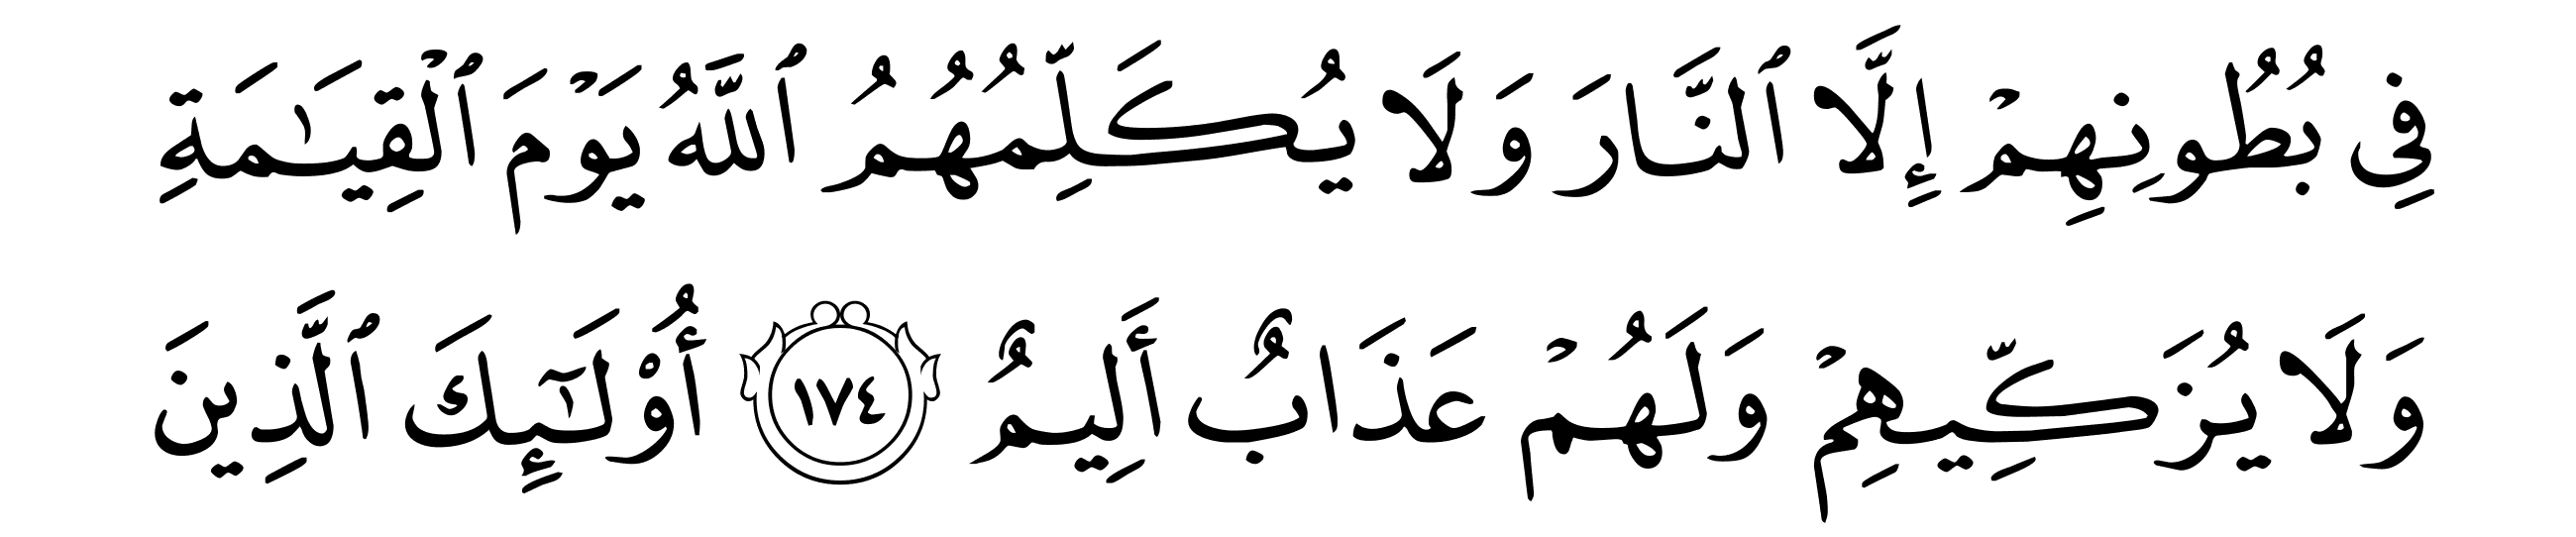 فِي بُطُونِهِمْ إِلَّا ٱلنَّارَ وَلَا يُكَلِّمُهُمُ ٱللَّهُ يَوْمَ ٱلْقِيَـٰمَةِ
وَلَا يُزَكِّيهِمْ وَلَهُمْ عَذَابٌ أَلِيمٌ ١٧٤ أُوْلَـٰٓئِكَ ٱلَّذِينَ